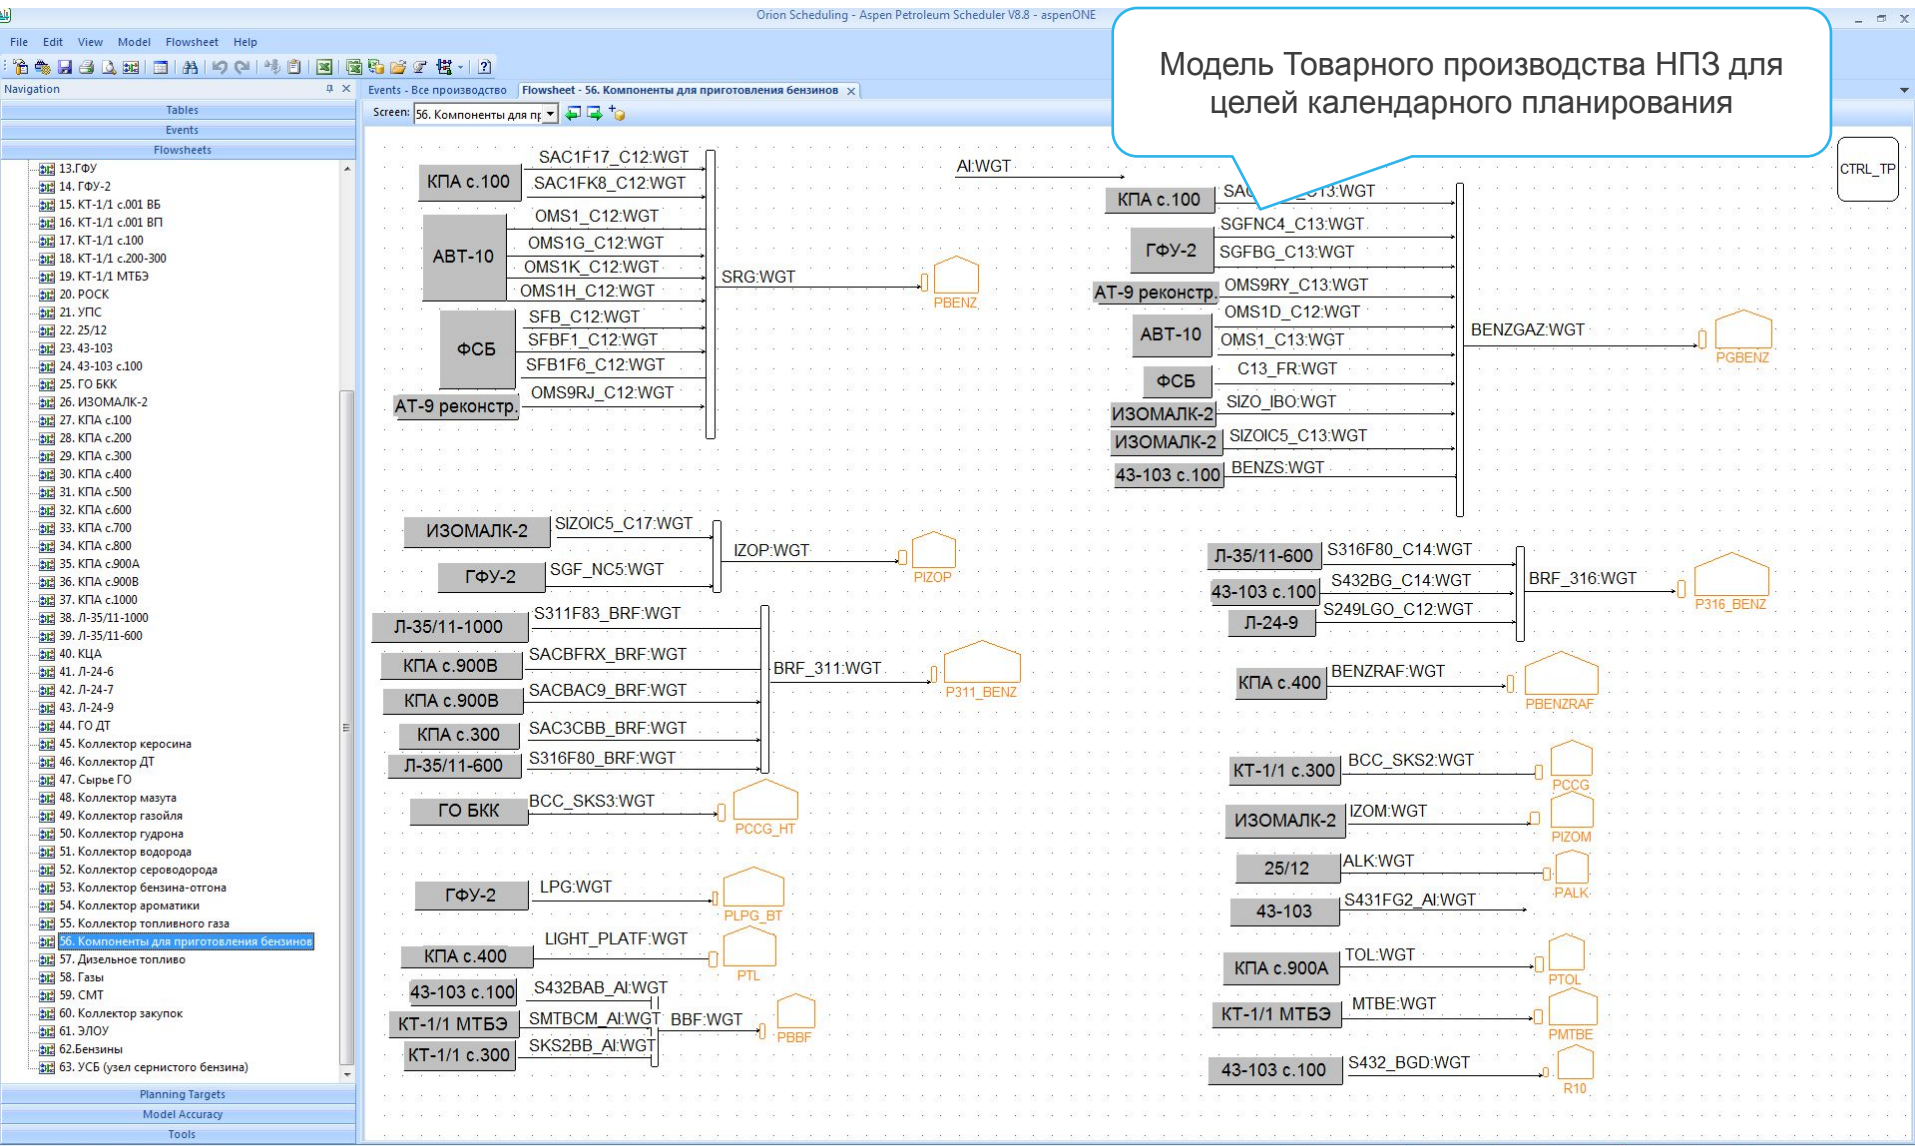 Orion Scheduling - Aspen Petroleum Scheduler V8.8 - aspenONE
File Edit View Model Flowsheet Help
Модель Товарного производства НПЗ для
целей календарного планирования
Navigation
Events - Все производство
Flowsheet - 56. Компоненты для приготовления бензинов
Screen: 56. Компоненты для пр
Tables
Events
Flowsheets
13.ГФУ
14. ГФУ-2
15. КТ-1/1 с.001 ВБ
16. КТ-1/1 с.001 ВП
17. КТ-1/1 с.100
18. КТ-1/1 с.200-300
19. КТ-1/1 МТБЭ
20. РОСК
21. УПС
22. 25/12
23. 43-103
24. 43-103 с.100
25. ГО БКК
26. ИЗОМАЛК-2
27. КПА с.100
28. КПА с.200
29. КПА с.300
30. КПА с.400
31. КПА с.500
32. КПА с.600
33. КПА с.700
34. КПА с.800
35. КПА с.900А
36. КПА с.900В
37. КПА с.1000
38. Л-35/11-1000
39. Л-35/11-600
40. КЦА
41. Л-24-6
42. Л-24-7
43. Л-24-9
44. ГО ДТ
45. Коллектор керосина
46. Коллектор ДТ
47. Сырье ГО
48. Коллектор мазута
49. Коллектор газойля
50. Коллектор гудрона
51. Коллектор водорода
52. Коллектор сероводорода
53. Коллектор бензина-отгона
54. Коллектор ароматики
55. Коллектор топливного газа
56. Компоненты для приготовления бензинов
57. Дизельное топливо
58. Газы
59. СМТ
60. Коллектор закупок
61. ЭЛОУ
62.Бензины
63. УСБ (узел сернистого бензина)
Planning Targets
Model Accuracy
Tools
КПА с.100
SAC1F17_C12:WGT
SAC1FK8_C12:WGT
АВТ-10
OMS1_C12:WGT
OMS1G_C12:WGT
OMS1K_C12:WGT
OMS1H_C12:WGT
ФСБ
SFB_C12:WGT
SFBF1_C12:WGT
SFB1F6_C12:WGT
АТ-9 реконстр.
OMS9RJ_C12:WGT
SRG:WGT
PBENZ
AI:WGT
CTRL_TP
КПА с.100
C13:WGT
ГФУ-2
SGFNC4_C13:WGT
SGFBG_C13:WGT
АТ-9 реконстр.
OMS9RY_C13:WGT
АВТ-10
OMS1D_C12:WGT
OMS1_C13:WGT
ФСБ
C13_FR:WGT
ИЗОМАЛК-2
SIZO_IBO:WGT
ИЗОМАЛК-2
SIZOIC5_C13:WGT
43-103 с.100
BENZS:WGT
BENZGAZ:WGT
PGBENZ
ИЗОМАЛК-2
SIZOIC5_C17:WGT
ГФУ-2
SGF_NC5:WGT
IZOP:WGT
PIZOP
Л-35/11-600
S316F80_C14:WGT
43-103 с.100
S432BG_C14:WGT
Л-24-9
S249LGO_C12:WGT
BRF_316:WGT
P316_BENZ
Л-35/11-1000
S311F83_BRF:WGT
КПА с.900В
SACBFRX_BRF:WGT
КПА с.900В
SACBAC9_BRF:WGT
КПА с.300
SAC3CBB_BRF:WGT
Л-35/11-600
S316F80_BRF:WGT
BRF_311:WGT
P311_BENZ
КПА с.400
BENZRAF:WGT
PBENZRAF
ГО БКК
BCC_SKS3:WGT
PCCG_HT
КТ-1/1 с.300
BCC_SKS2:WGT
PCCG
ИЗОМАЛК-2
IZOM:WGT
PIZOM
25/12
ALK:WGT
PALK
43-103
S431FG2_AI:WGT
ГФУ-2
LPG:WGT
PLPG_BT
КПА с.400
LIGHT_PLATF:WGT
PTL
43-103 с.100
S432BAB_AI:WGT
КТ-1/1 МТБЭ
SMTBCM_AI:WGT
КТ-1/1 с.300
SKS2BB_AI:WGT
BBF:WGT
PBBF
КПА с.900А
TOL:WGT
PTOL
КТ-1/1 МТБЭ
MTBE:WGT
PMTBE
43-103 с.100
S432_BGD:WGT
R10